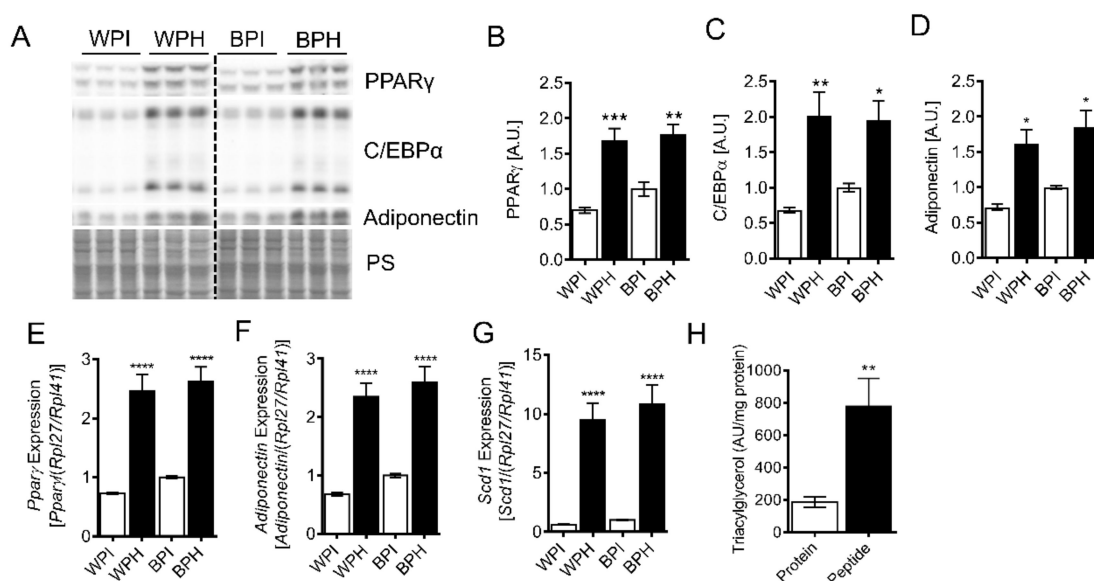 A
WPI WPH BPI BPH
PPARγ
C/EBPα
Adiponectin
PS
B
PPARγ [A.U.]
2.5
2.0
1.5
1.0
0.5
0.0
***
**
WPI
WPH
BPI
BPH
C
C/EBPα [A.U.]
2.5
2.0
1.5
1.0
0.5
0.0
**
*
WPI
WPH
BPI
BPH
D
Adiponectin [A.U.]
2.5
2.0
1.5
1.0
0.5
0.0
*
*
WPI
WPH
BPI
BPH
E
Pparγ Expression
[Pparγ/(Rpl27/Rpl41)]
3
2
1
0
****
****
WPI
WPH
BPI
BPH
F
Adiponectin Expression
[Adiponectin/(Rpl27/Rpl41)]
3
2
1
0
****
****
WPI
WPH
BPI
BPH
G
Scd1 Expression
[Scd1/(Rpl27/Rpl41)]
15
10
5
0
****
****
WPI
WPH
BPI
BPH
H
Triacylglycerol (AU/mg protein)
1000
800
600
400
200
0
**
Protein
Peptide